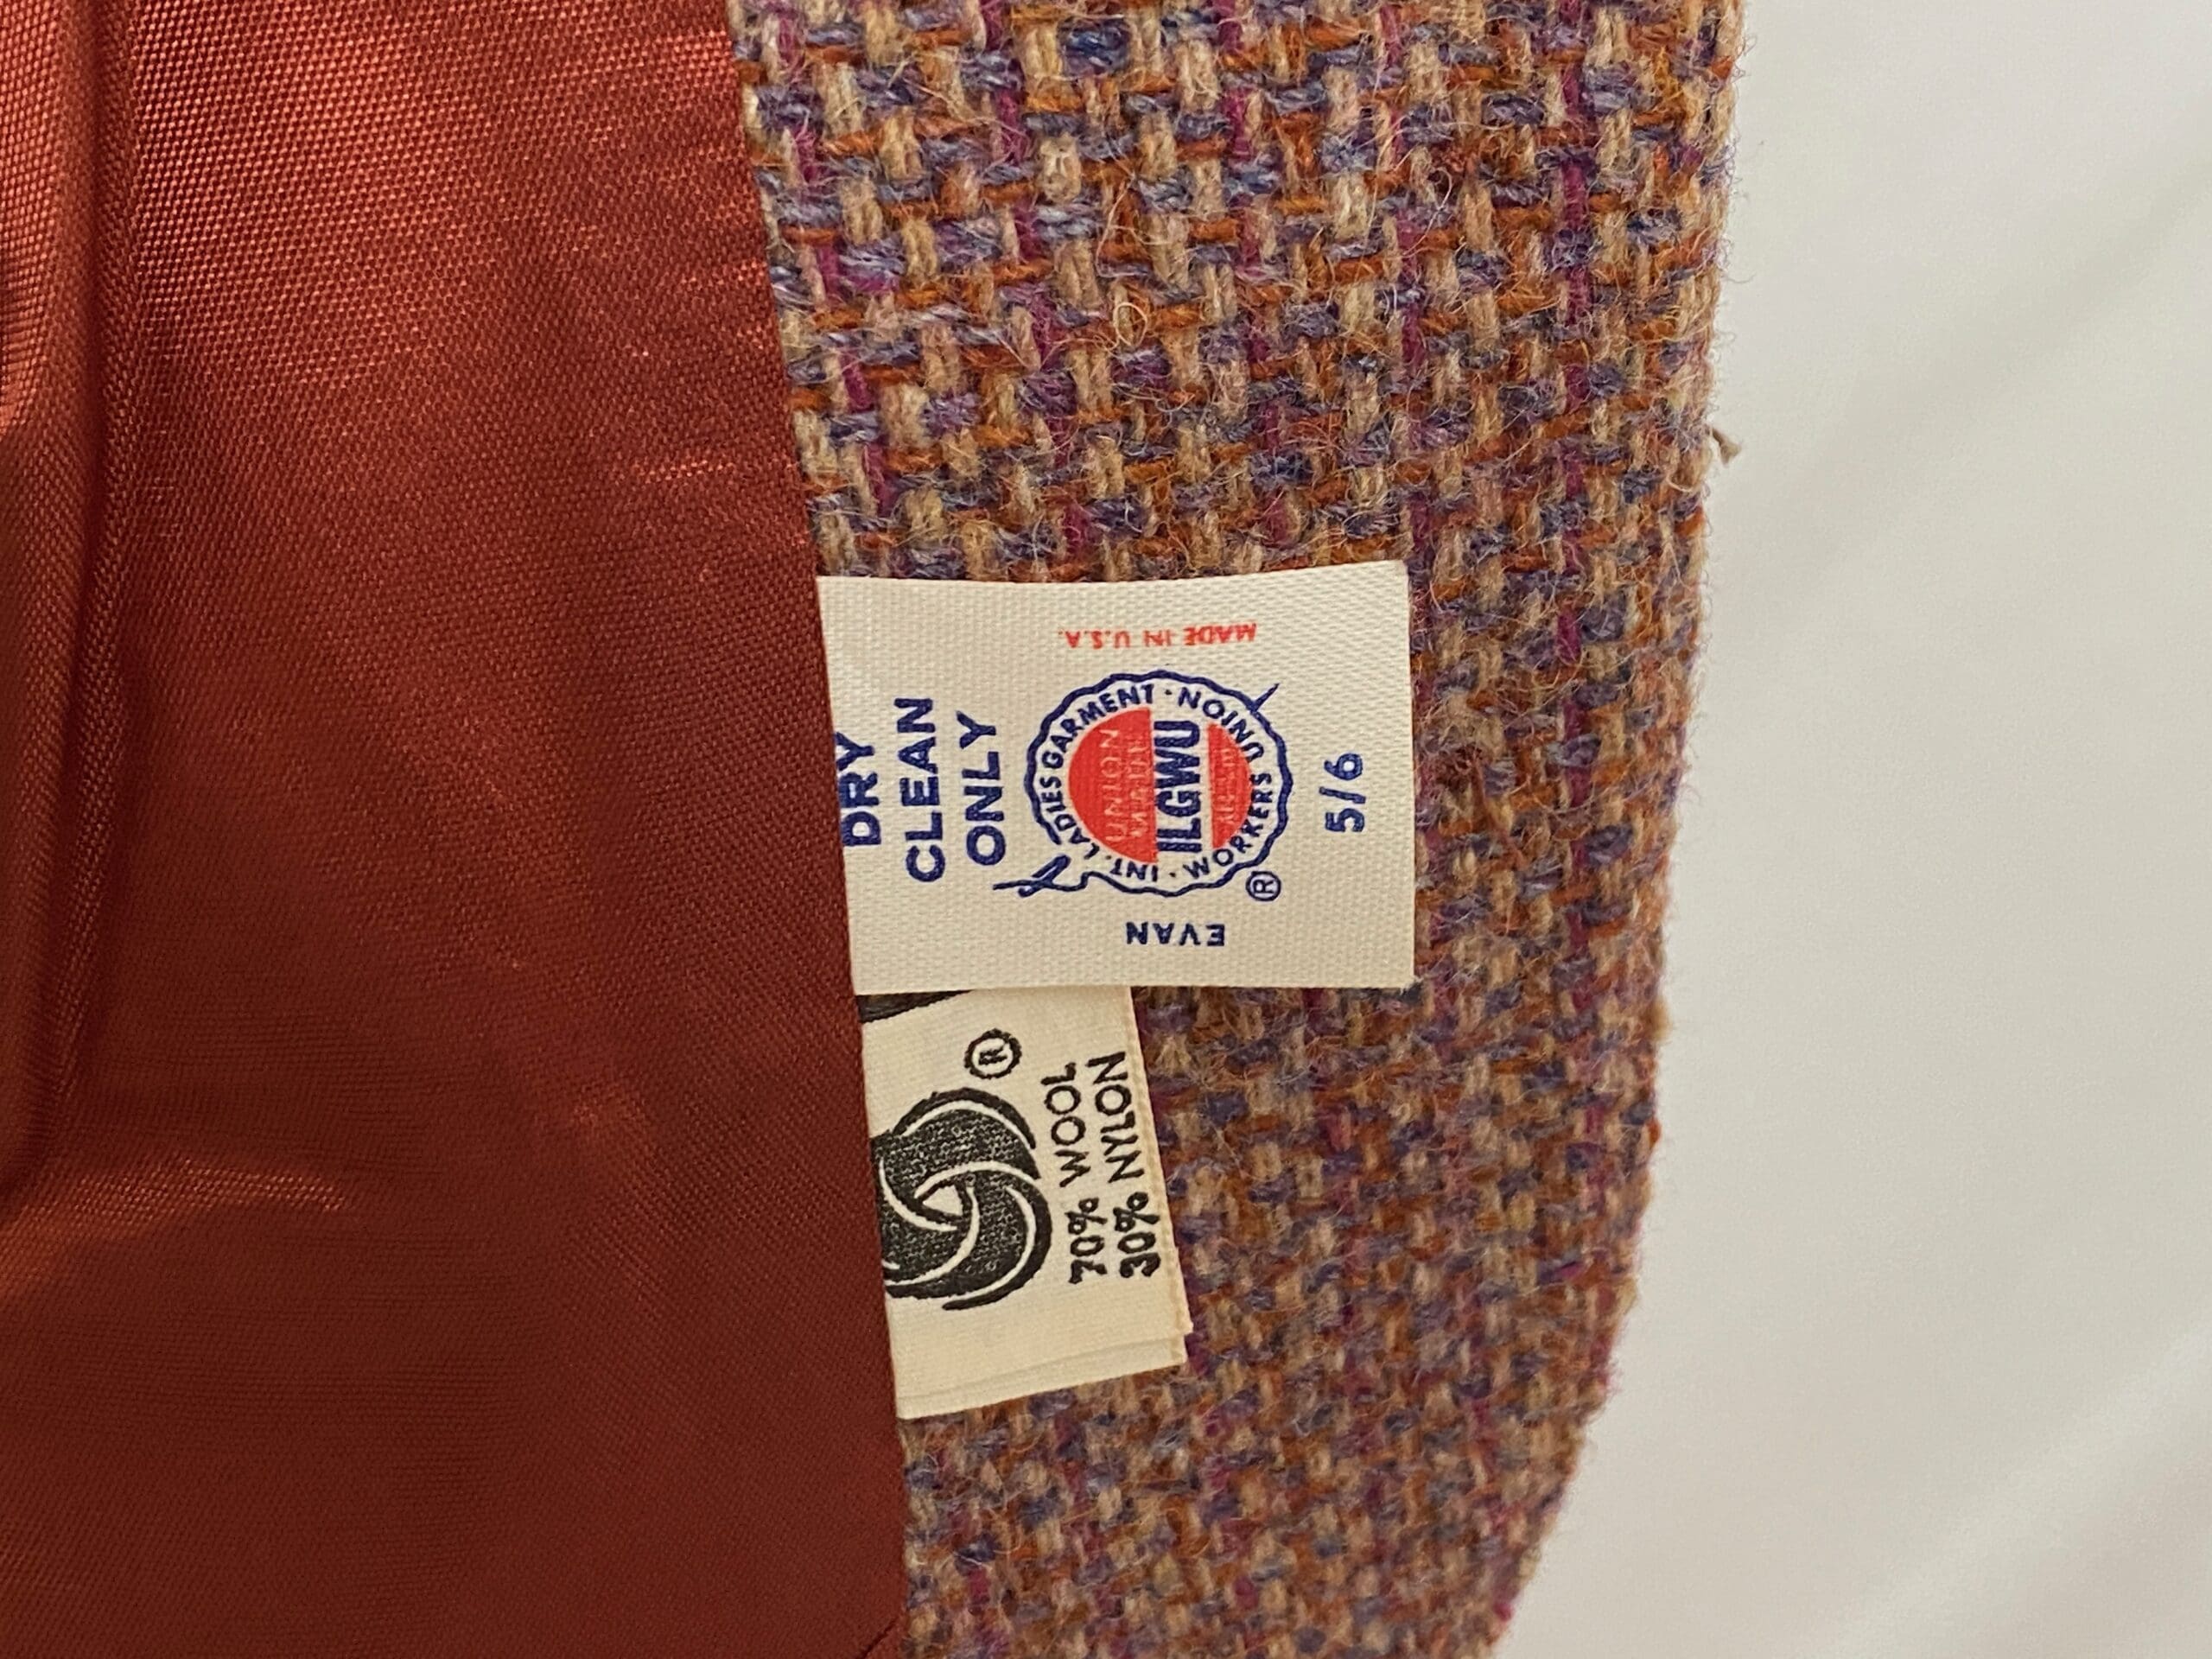 MADE IN U.S.A.
DRY
CLEAN
ONLY
INT. LADIES GARMENT · WORKERS UNION ·
UNION
MADE
ILGWU
®
5/6
EVAN
®
70% WOOL
30% NYLON